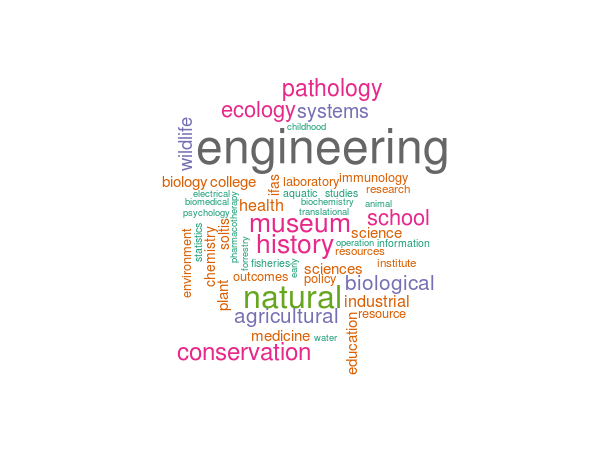 pathology
ecology systems
childhood
wildlife
engineering
biology college ifas laboratory immunology
electrical aquatic studies research
biomedical pharmacotherapy health biochemistry animal
psychology translational
museum school
statistics soltis science
environment chemistry forrestry history operation information
resources
fisheries early sciences institute
plant outcomes policy
natural biological
industrial
agricultural resource
medicine water education
conservation